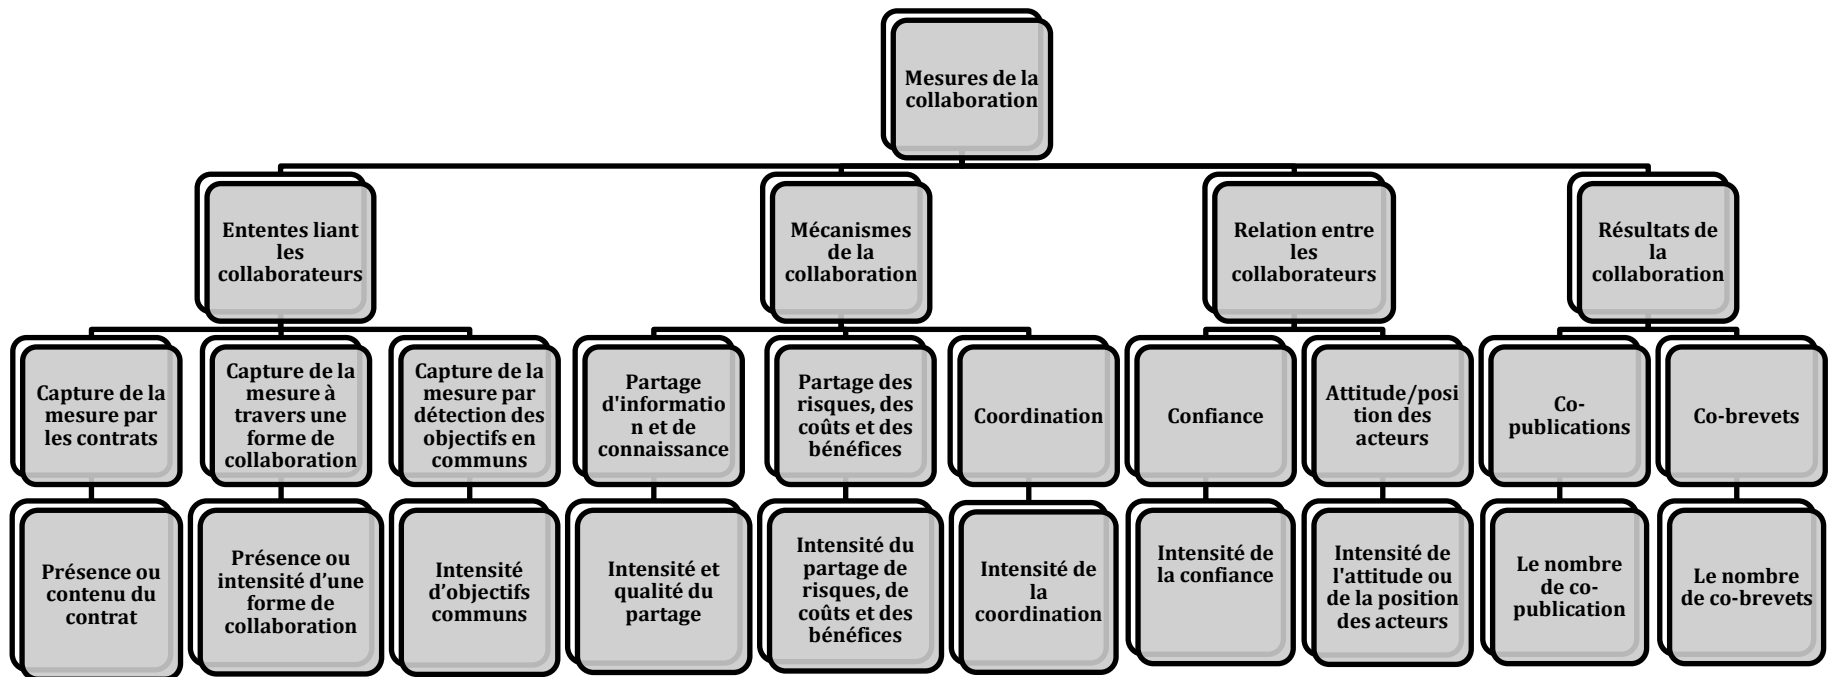 Mesures de la
collaboration
Ententes liant
les
collaborateurs
Mécanismes
de la
collaboration
Relation entre
les
collaborateurs
Résultats de
la
collaboration
Capture de la
mesure par
les contrats
Capture de la
mesure à
travers une
forme de
collaboration
Capture de la
mesure par
détection des
objectifs en
communs
Partage
d'informatio
n et de
connaissance
Partage des
risques, des
coûts et des
bénéfices
Coordination
Confiance
Attitude/posi
tion des
acteurs
Co-
publications
Co-brevets
Présence ou
contenu du
contrat
Présence ou
intensité d’une
forme de
collaboration
Intensité
d’objectifs
communs
Intensité et
qualité du
partage
Intensité du
partage de
risques, de
coûts et des
bénéfices
Intensité de
la
coordination
Intensité de
la confiance
Intensité de
l'attitude ou
de la position
des acteurs
Le nombre
de co-
publication
Le nombre
de co-brevets